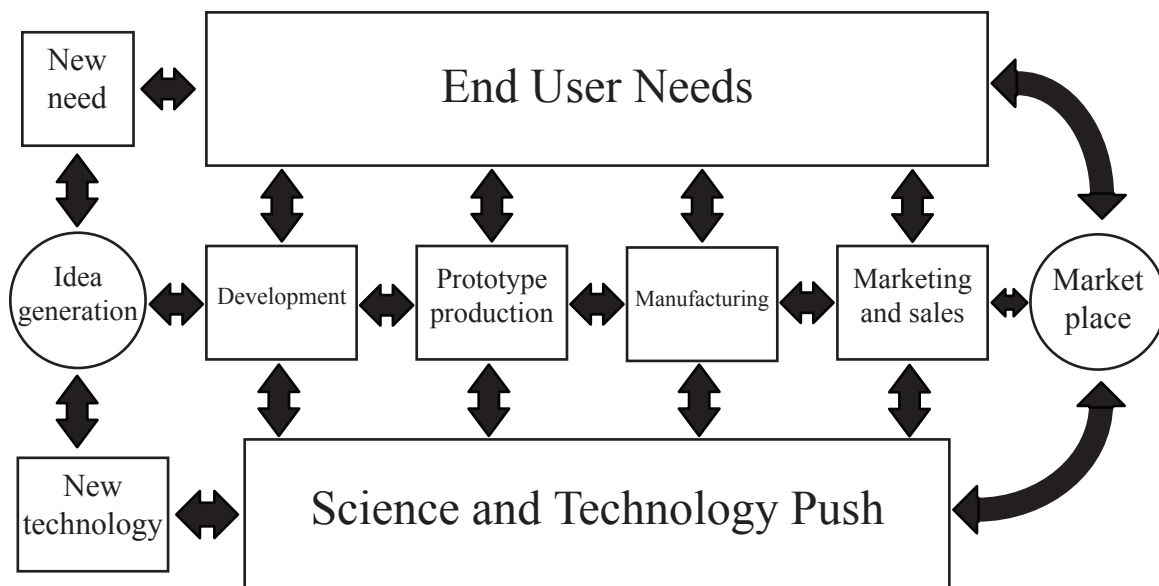 New
need
End User Needs
Idea
generation
Development
Prototype
production
Manufacturing
Marketing
and sales
Market
place
New
technology
Science and Technology Push